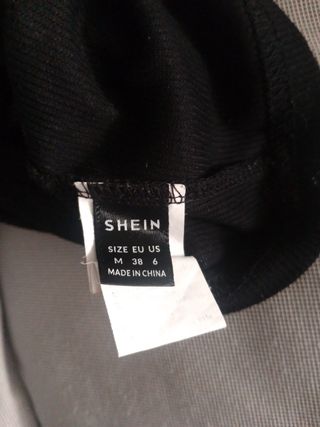 SHEIN
SIZE EU US
M 38 6
MADE IN CHINA